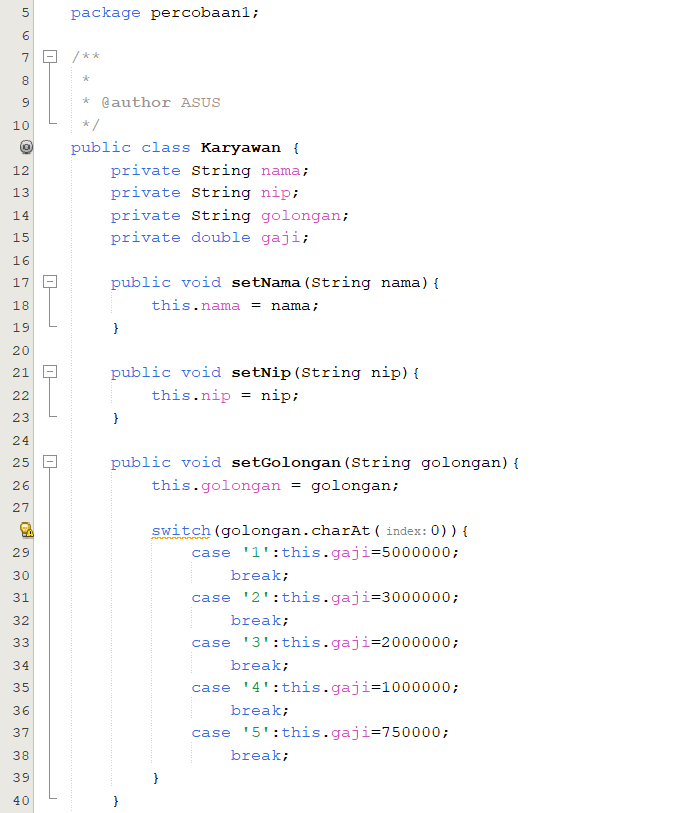 5 package percobaan1;
6
7 /**
8  *
9  * @author ASUS
10  */
public class Karyawan {
12     private String nama;
13     private String nip;
14     private String golongan;
15     private double gaji;
16
17     public void setNama(String nama){
18         this.nama = nama;
19     }
20
21     public void setNip(String nip){
22         this.nip = nip;
23     }
24
25     public void setGolongan(String golongan){
26         this.golongan = golongan;
27
        switch(golongan.charAt( index: 0)){
29             case '1':this.gaji=5000000;
30                 break;
31             case '2':this.gaji=3000000;
32                 break;
33             case '3':this.gaji=2000000;
34                 break;
35             case '4':this.gaji=1000000;
36                 break;
37             case '5':this.gaji=750000;
38                 break;
39         }
40     }